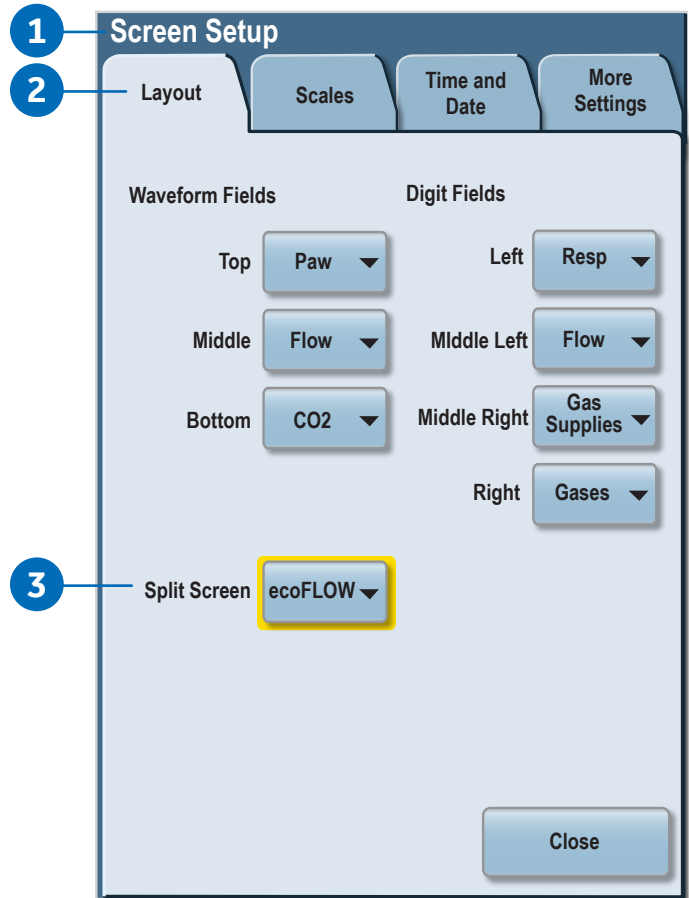 1
Screen Setup
2
Layout
Scales
Time and
Date
More
Settings
Waveform Fields
Digit Fields
Top
Paw
Left
Resp
Middle
Flow
MIddle Left
Flow
Bottom
CO2
Middle Right
Gas
Supplies
Right
Gases
3
Split Screen
ecoFLOW
Close